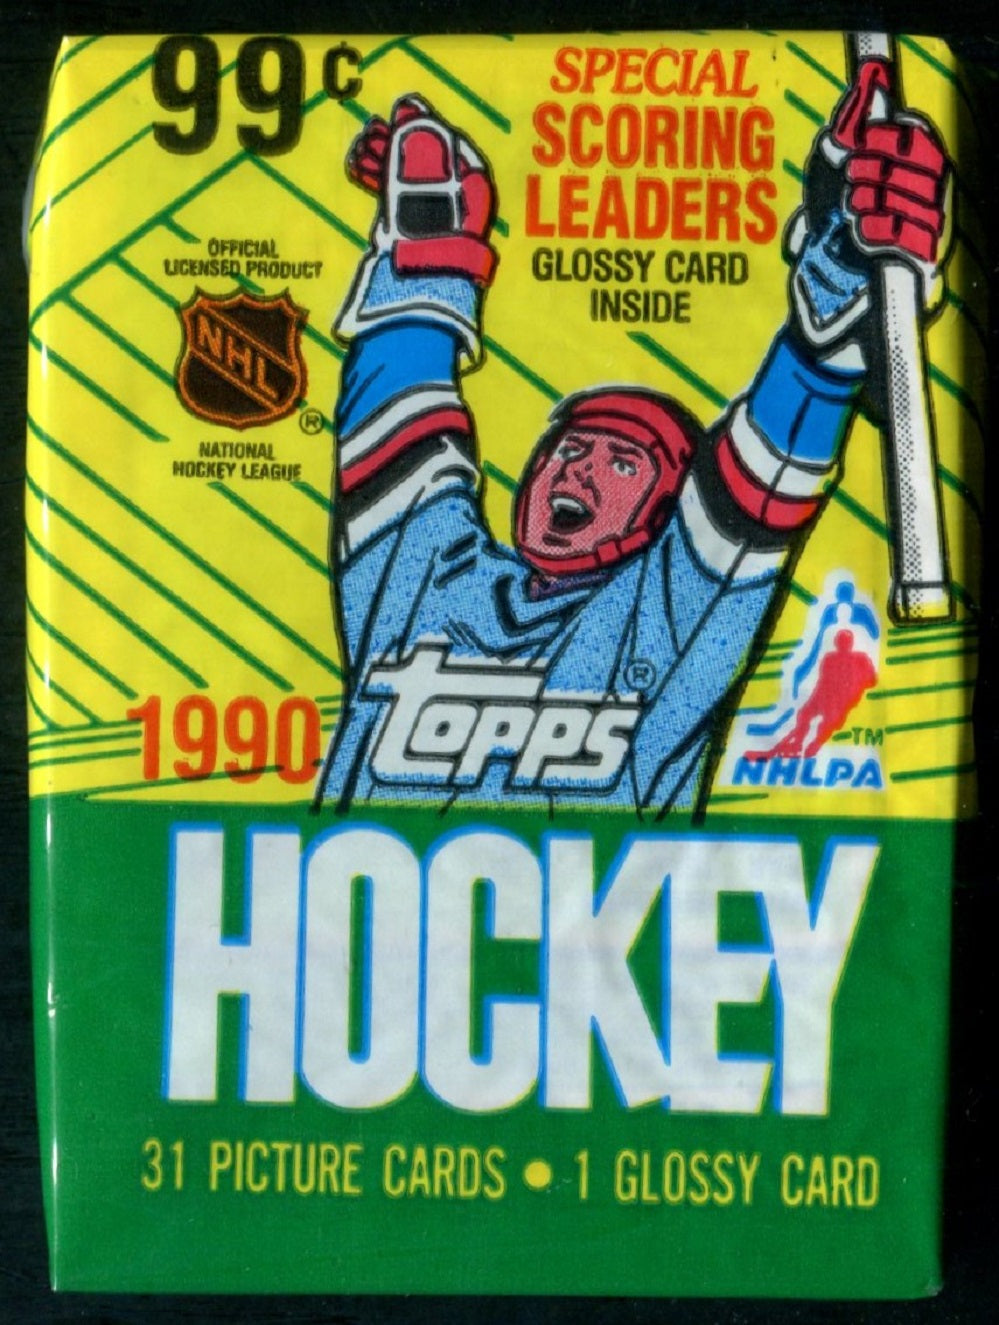 99¢
SPECIAL
SCORING
LEADERS
GLOSSY CARD
INSIDE
OFFICIAL
LICENSED PRODUCT
NHL
®
NATIONAL
HOCKEY LEAGUE
1990
TOPPS®
TM
NHLPA
HOCKEY
31 PICTURE CARDS • 1 GLOSSY CARD